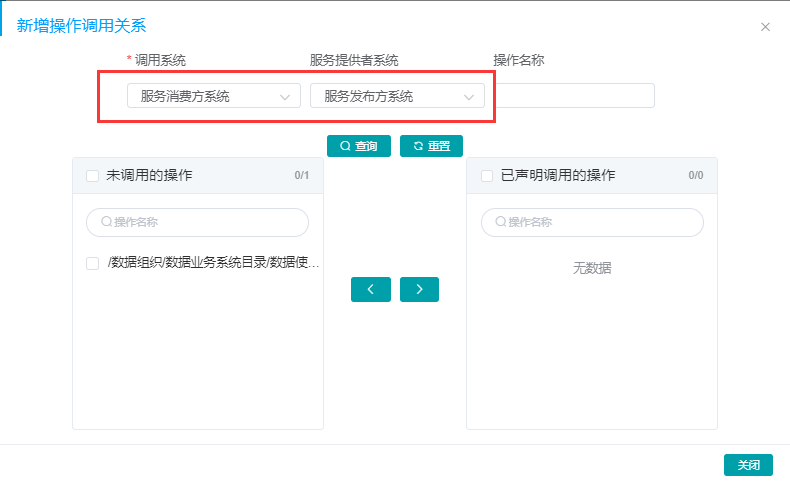 新增操作调用关系
* 调用系统
服务提供者系统
操作名称
服务消费方系统
服务发布方系统
查询
重置
未调用的操作
0/1
已声明调用的操作
0/0
操作名称
操作名称
/数据组织/数据业务系统目录/数据使...
无数据
关闭